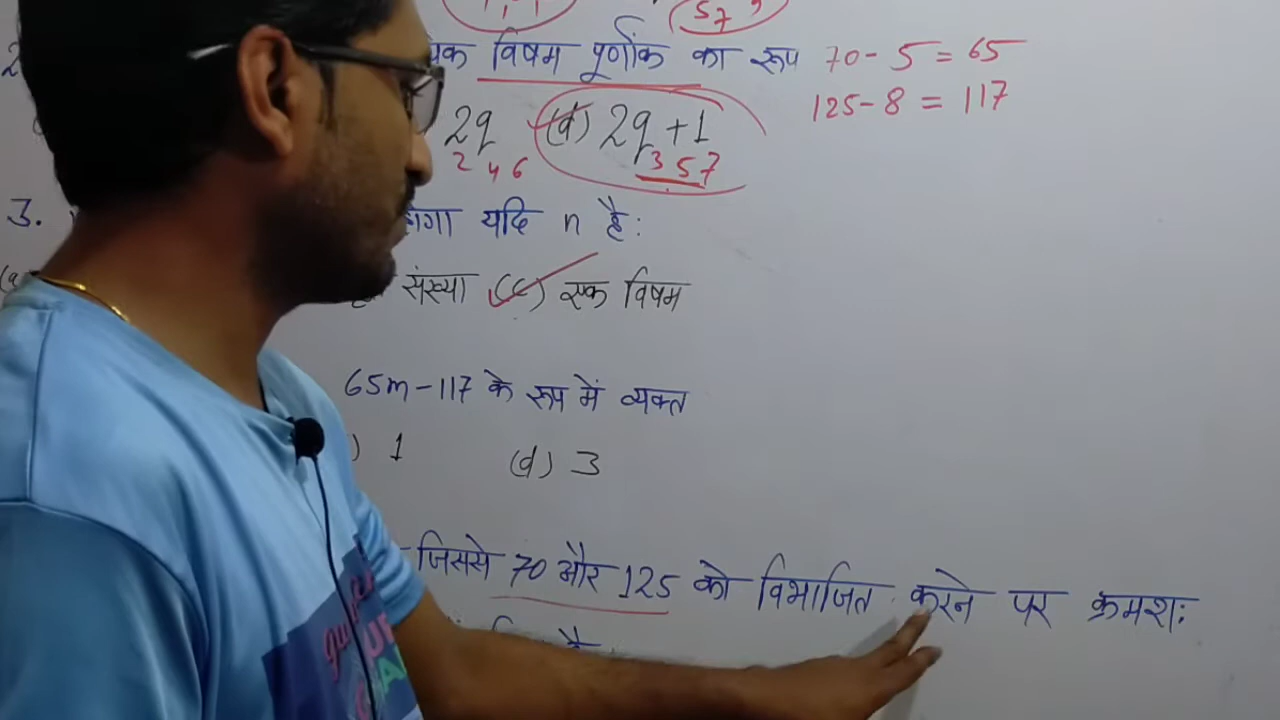 57
2 विषम पूर्णांक का रूप 70 - 5 = 65
125 - 8 = 117
2q (d) 2q + 1
2 4 6 3 5 7
3. यदि n है:
संख्या (c) एक विषम
65m - 117 के रूप में व्यक्त
) 1 (d) 3
जिससे 70 और 125 को विभाजित करने पर क्रमश:
है